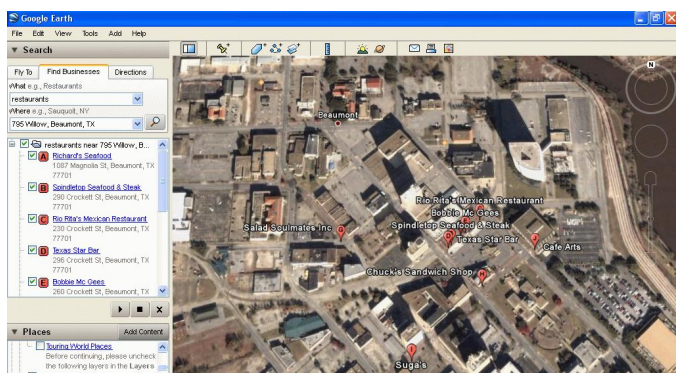 Google Earth
File Edit View Tools Add Help
Search
Fly To Find Businesses Directions
What e.g., Restaurants
restaurants
Where e.g., Sauquoit, NY
795 Willow, Beaumont, TX
restaurants near 795 Willow, B...
A Richard's Seafood
1087 Magnolia St, Beaumont, TX
77701
B Spindletop Seafood & Steak
290 Crockett St, Beaumont, TX
77701
C Rio Rita's Mexican Restaurant
230 Crockett St, Beaumont, TX
77701
D Texas Star Bar
296 Crockett St, Beaumont, TX
77701
E Bobbie Mc Gees
260 Crockett St, Beaumont, TX
Places Add Content
Touring World Places
Before continuing, please uncheck
the following layers in the Layers
N
Beaumont
Rio Rita's Mexican Restaurant
Bobbie Mc Gees
Salad Soulmates Inc G
Spindletop Seafood & Steak
Texas Star Bar
J Cafe Arts
Chuck's Sandwich Shop H
I
Suga's